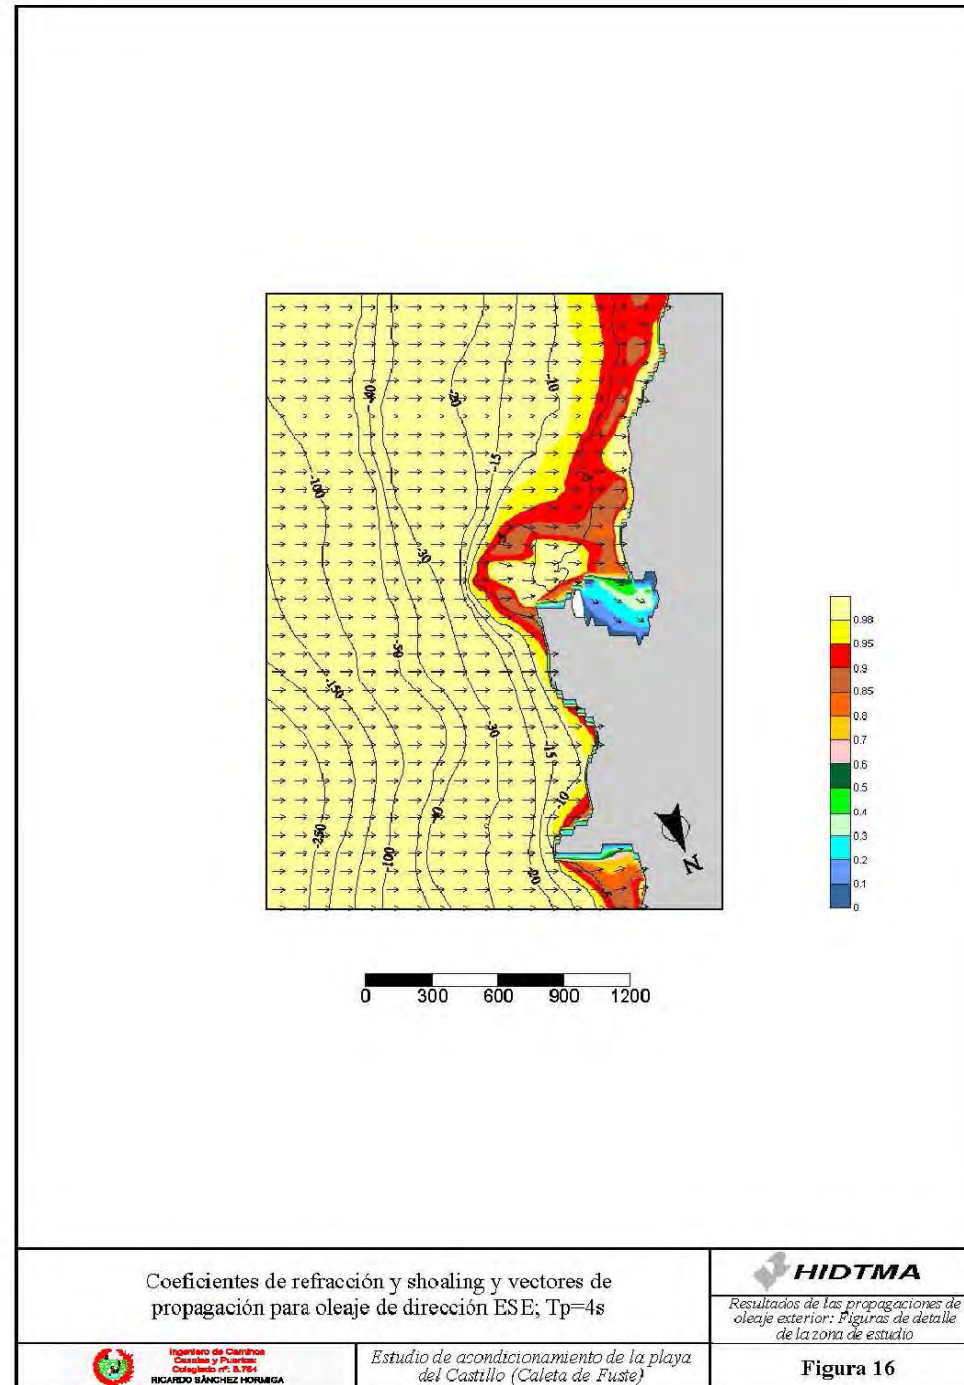 -40
-20
-10
-15
-100
-30
-50
-150
-30
-15
-10
-250
-100
-40
-20
N
0.98
0.95
0.9
0.85
0.8
0.7
0.6
0.5
0.4
0.3
0.2
0.1
0
0 300 600 900 1200
Coeficientes de refracción y shoaling y vectores de
propagación para oleaje de dirección ESE; Tp=4s
HIDTMA
Resultados de las propagaciones de
oleaje exterior: Figuras de detalle
de la zona de estudio
Ingeniero de Caminos
Canales y Puertos:
Colegiado nº. 5.764
RICARDO SÁNCHEZ HORMIGA
Estudio de acondicionamiento de la playa
del Castillo (Caleta de Fuste)
Figura 16